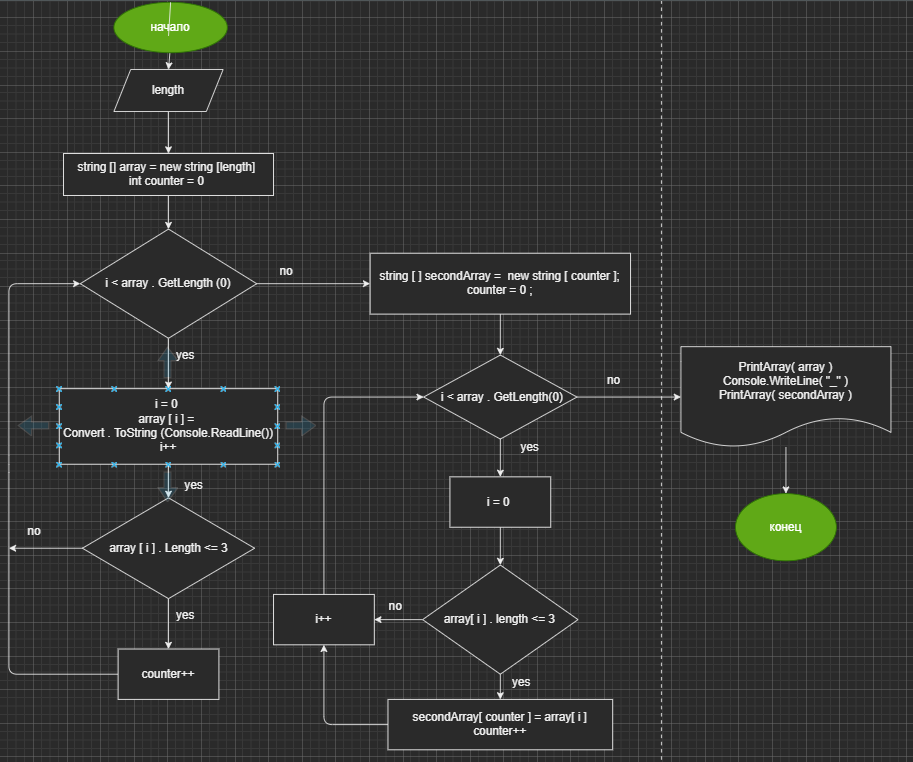 начало
length
string [] array = new string [length]
int counter = 0
i < array . GetLength (0)
no
yes
i = 0
array [ i ] =
Convert . ToString (Console.ReadLine())
i++
yes
array [ i ] . Length <= 3
no
yes
counter++
string [ ] secondArray = new string [ counter ];
counter = 0 ;
i < array . GetLength(0)
no
yes
i = 0
array[ i ] . length <= 3
no
i++
yes
secondArray[ counter ] = array[ i ]
counter++
PrintArray( array )
Console.WriteLine( "_" )
PrintArray( secondArray )
конец